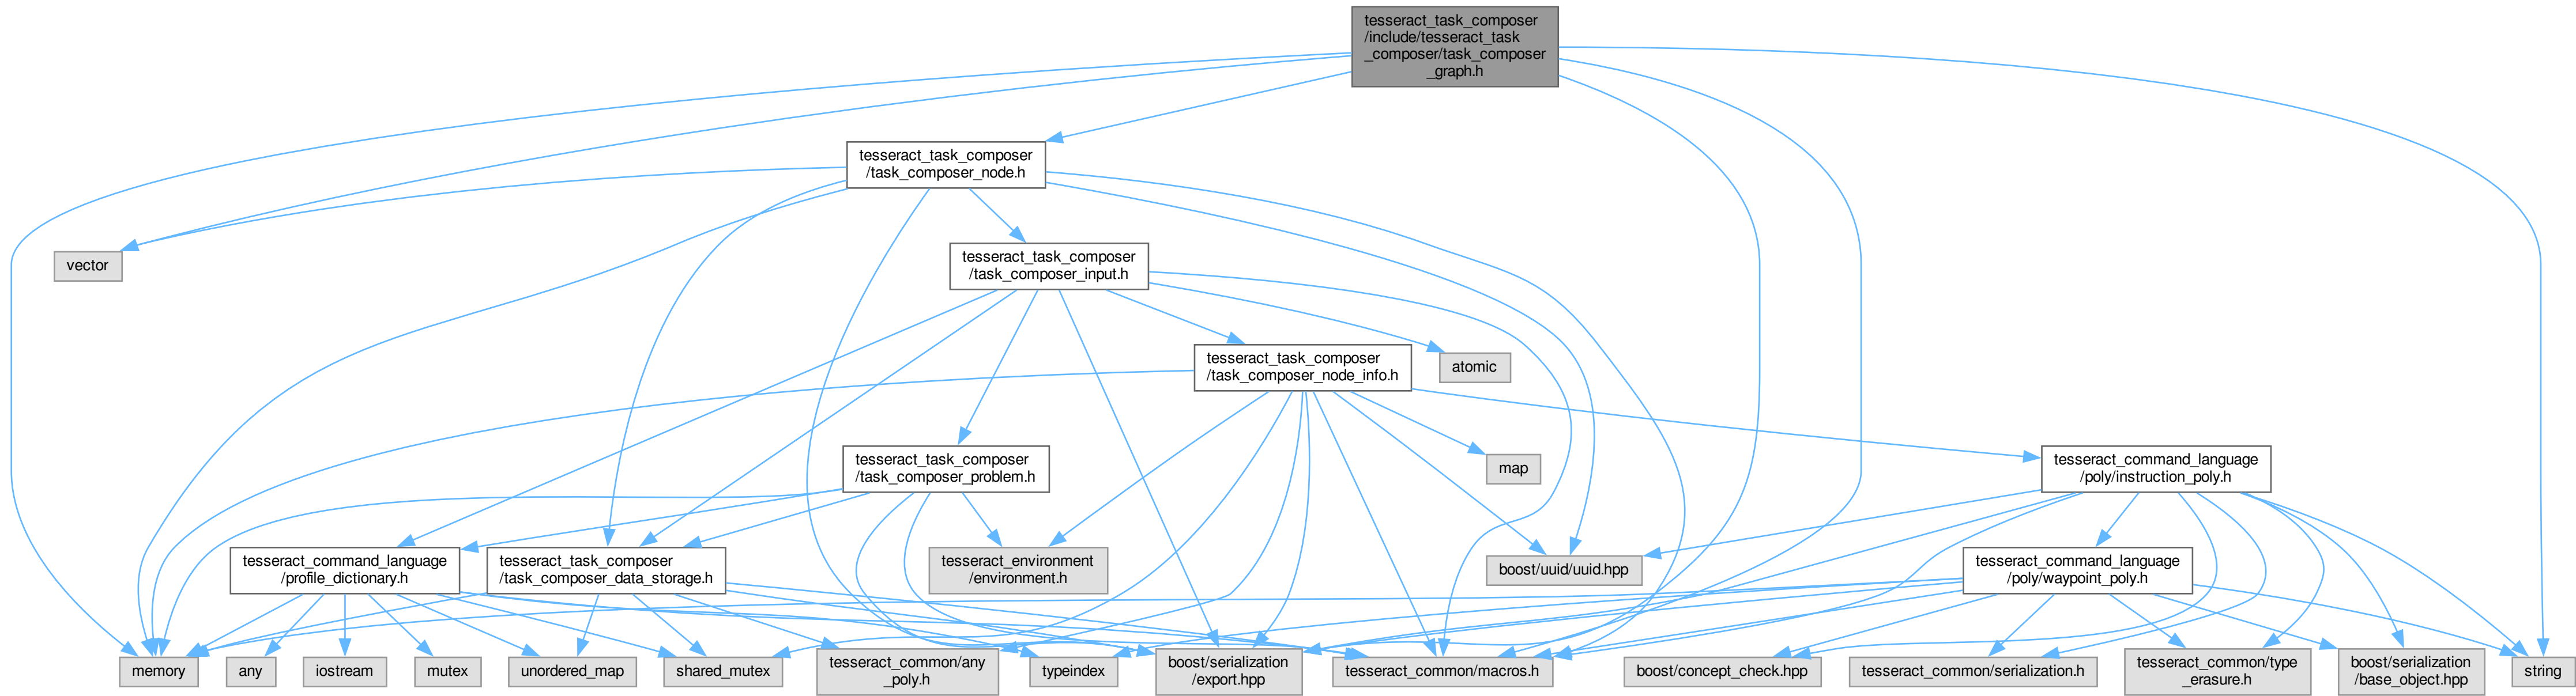 tesseract_task_composer
/include/tesseract_task
_composer/task_composer
_graph.h
tesseract_task_composer
/task_composer_node.h
vector
tesseract_task_composer
/task_composer_input.h
tesseract_task_composer
/task_composer_node_info.h
atomic
tesseract_task_composer
/task_composer_problem.h
map
tesseract_command_language
/poly/instruction_poly.h
tesseract_command_language
/profile_dictionary.h
tesseract_task_composer
/task_composer_data_storage.h
tesseract_environment
/environment.h
boost/uuid/uuid.hpp
tesseract_command_language
/poly/waypoint_poly.h
memory
any
iostream
mutex
unordered_map
shared_mutex
tesseract_common/any
_poly.h
typeindex
boost/serialization
/export.hpp
tesseract_common/macros.h
boost/concept_check.hpp
tesseract_common/serialization.h
tesseract_common/type
_erasure.h
boost/serialization
/base_object.hpp
string